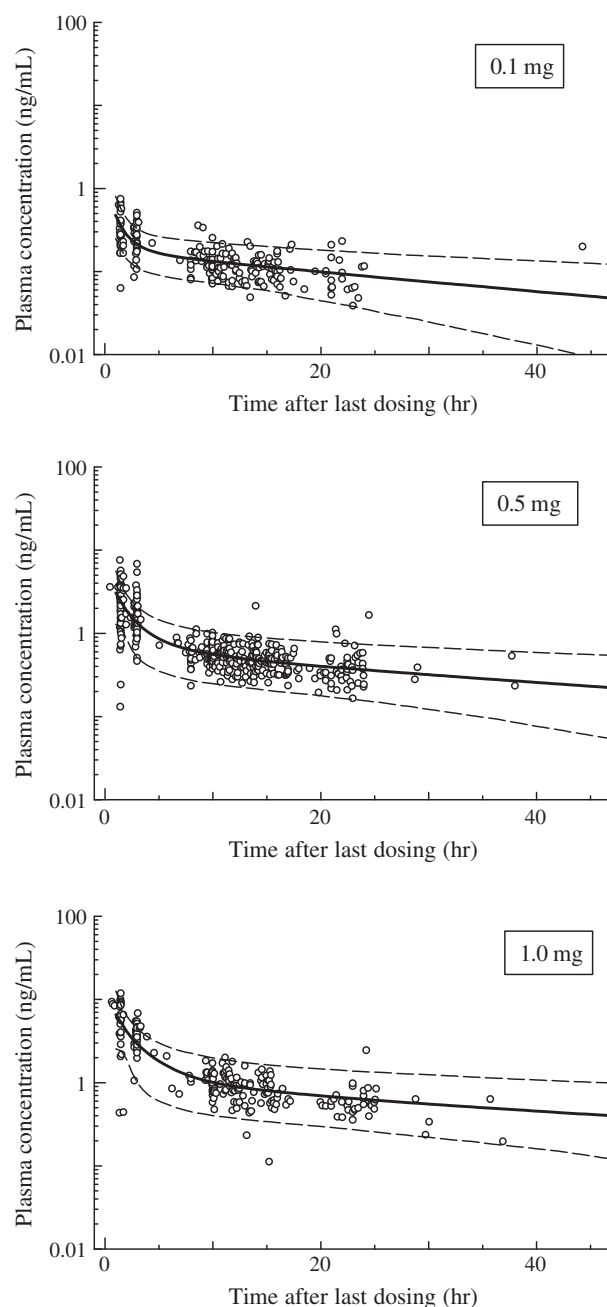 100
0.1 mg
1
0.01
0
20
40
Plasma concentration (ng/mL)
Time after last dosing (hr)
100
0.5 mg
1
0.01
0
20
40
Plasma concentration (ng/mL)
Time after last dosing (hr)
100
1.0 mg
1
0.01
0
20
40
Plasma concentration (ng/mL)
Time after last dosing (hr)